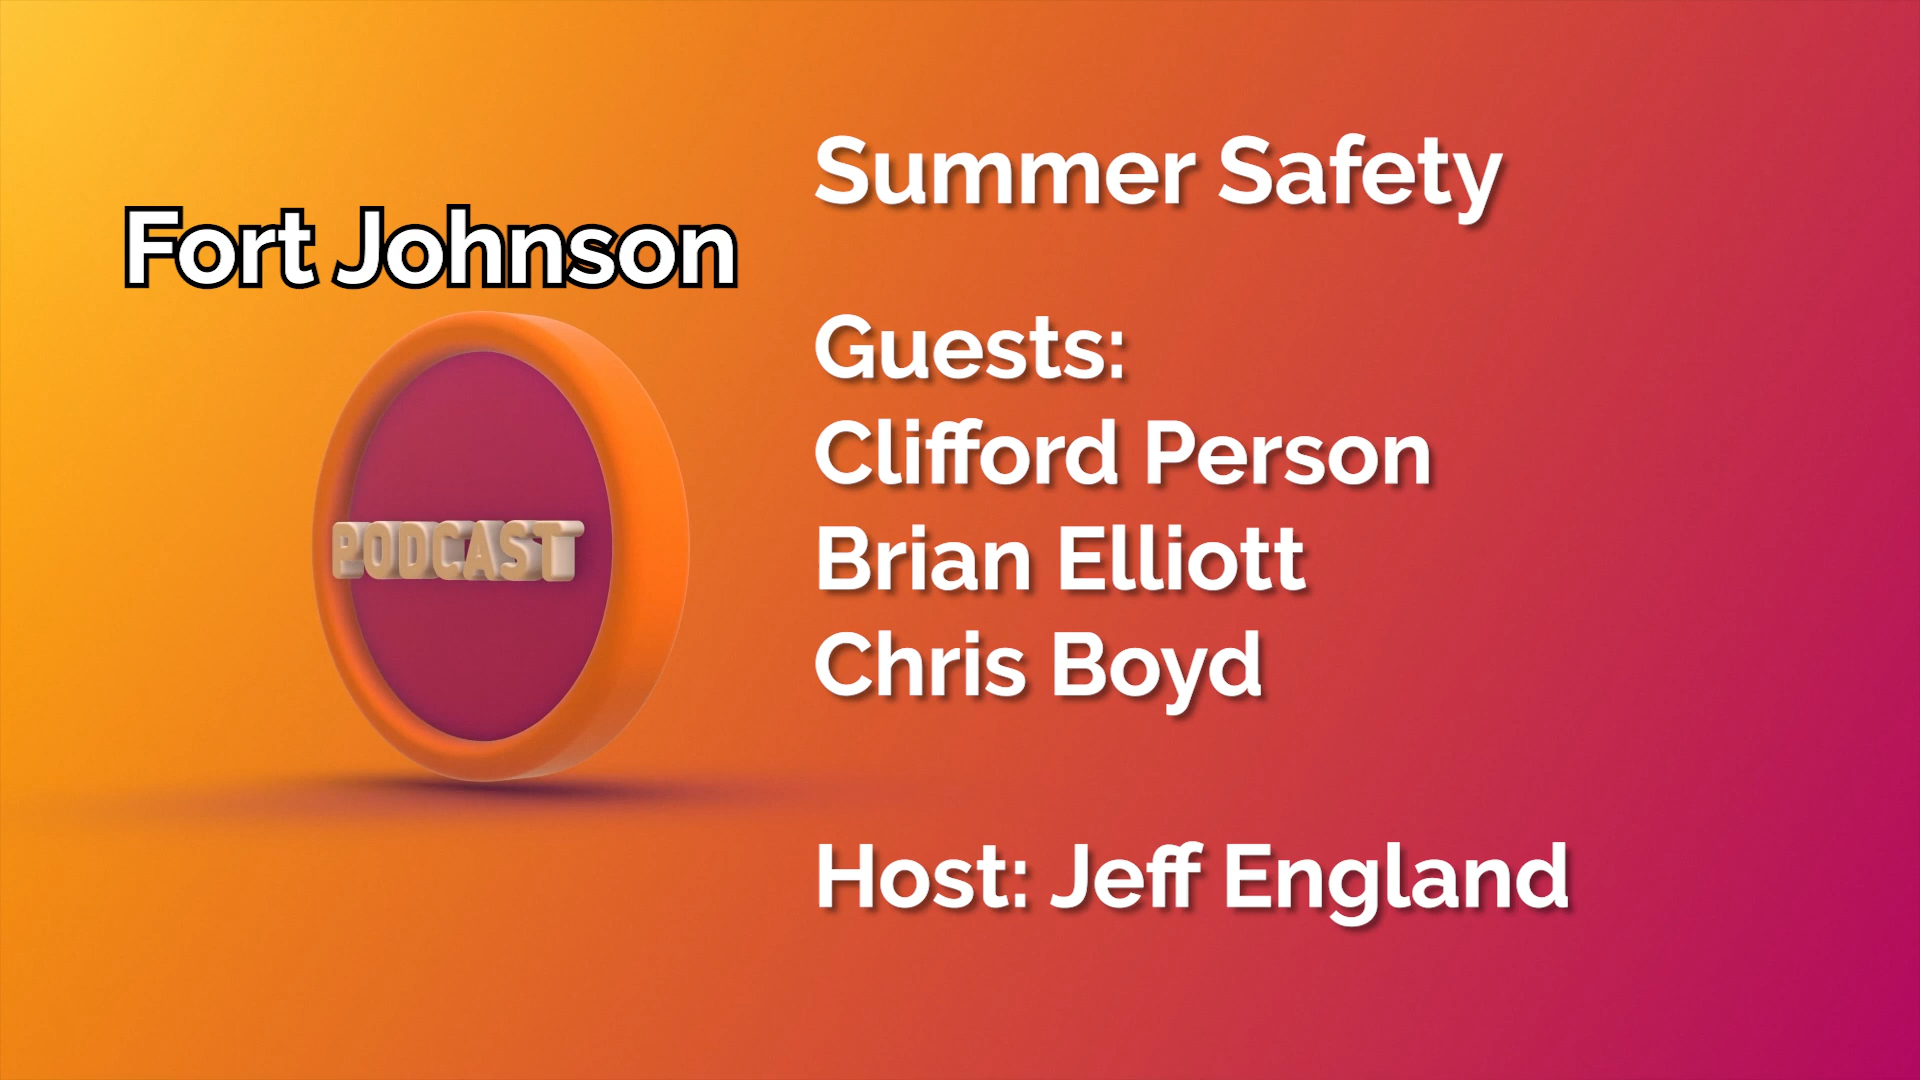 Fort Johnson
PODCAST
Summer Safety
Guests:
Clifford Person
Brian Elliott
Chris Boyd
Host: Jeff England